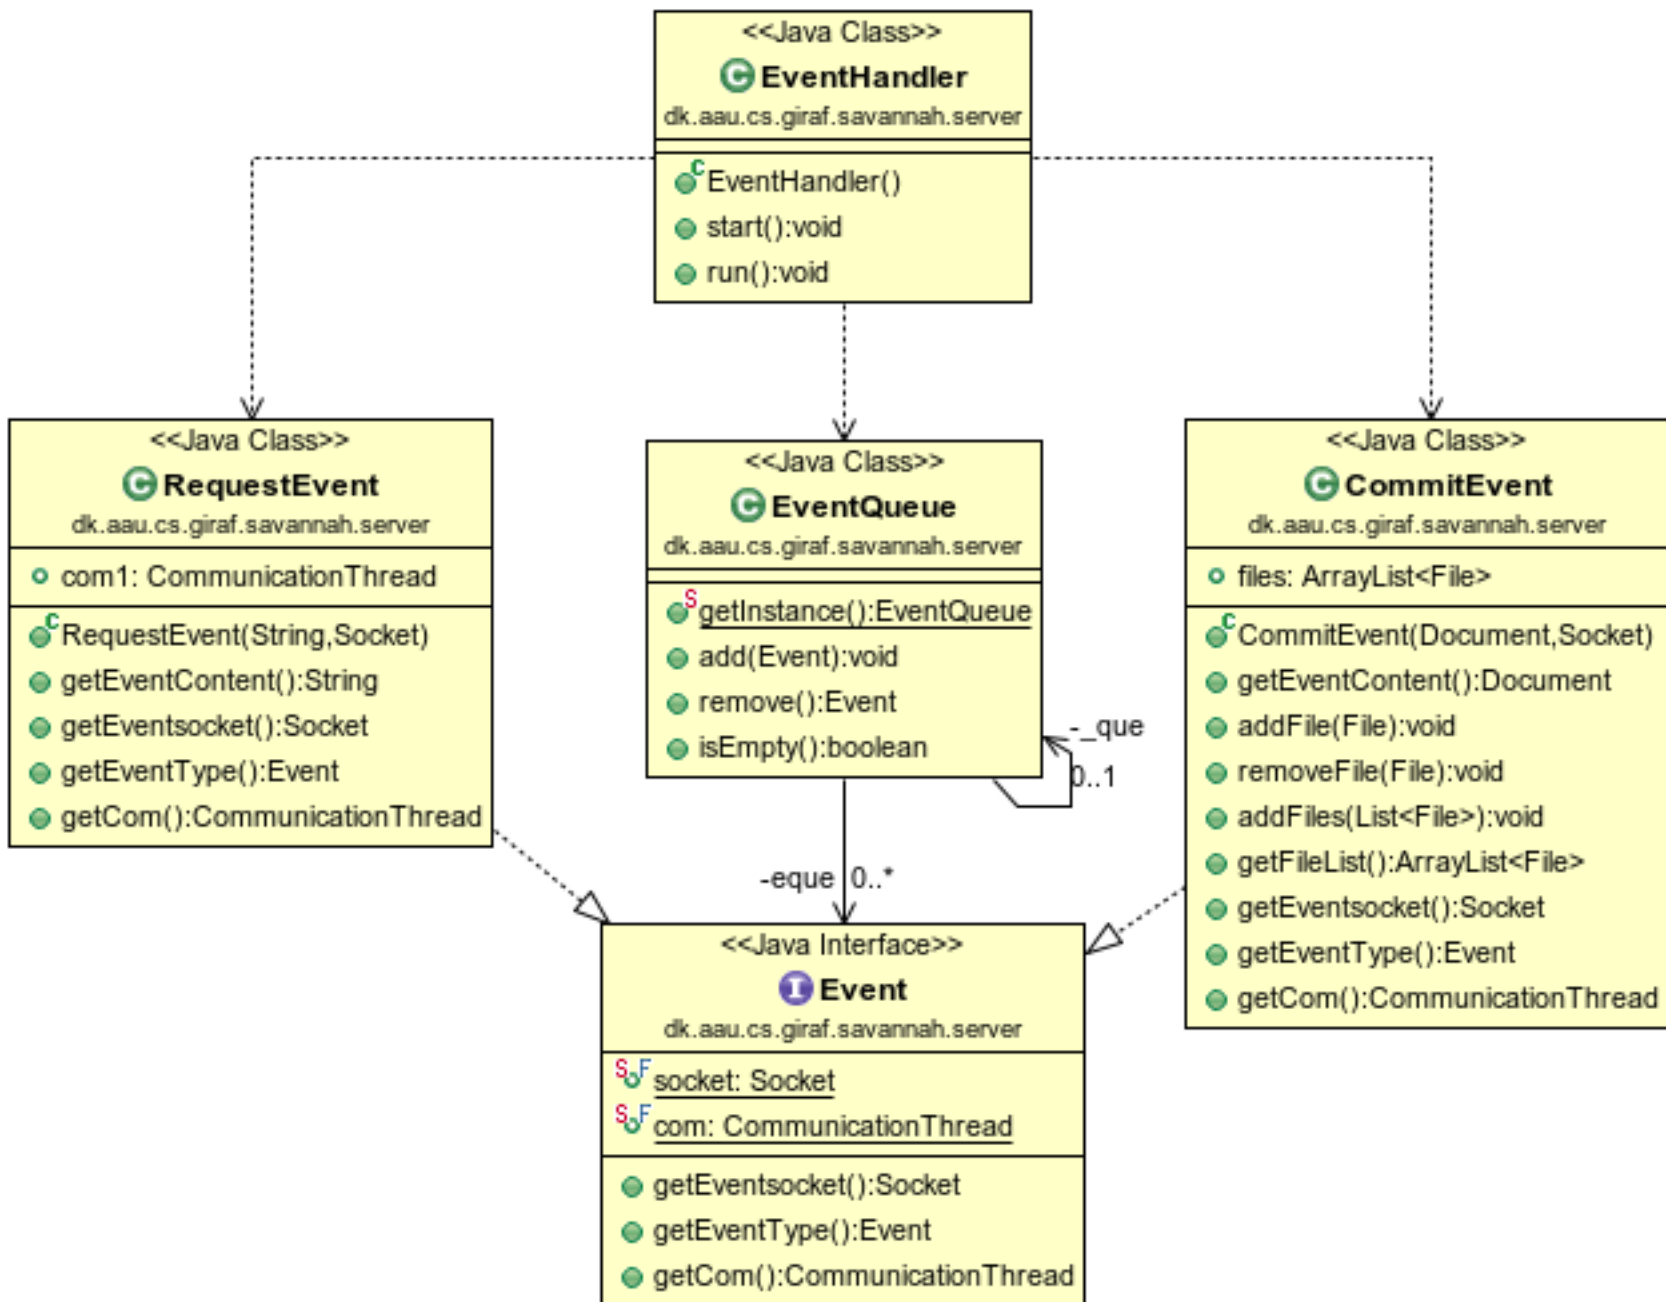 <<Java Class>>
C EventHandler
dk.aau.cs.giraf.savannah.server
C EventHandler()
start():void
run():void
<<Java Class>>
C RequestEvent
dk.aau.cs.giraf.savannah.server
com1: CommunicationThread
C RequestEvent(String,Socket)
getEventContent():String
getEventsocket():Socket
getEventType():Event
getCom():CommunicationThread
<<Java Class>>
C EventQueue
dk.aau.cs.giraf.savannah.server
S getInstance():EventQueue
add(Event):void
remove():Event
isEmpty():boolean
-_que
0..1
<<Java Class>>
C CommitEvent
dk.aau.cs.giraf.savannah.server
files: ArrayList<File>
C CommitEvent(Document,Socket)
getEventContent():Document
addFile(File):void
removeFile(File):void
addFiles(List<File>):void
getFileList():ArrayList<File>
getEventsocket():Socket
getEventType():Event
getCom():CommunicationThread
-eque 0..*
<<Java Interface>>
I Event
dk.aau.cs.giraf.savannah.server
S F socket: Socket
S F com: CommunicationThread
getEventsocket():Socket
getEventType():Event
getCom():CommunicationThread